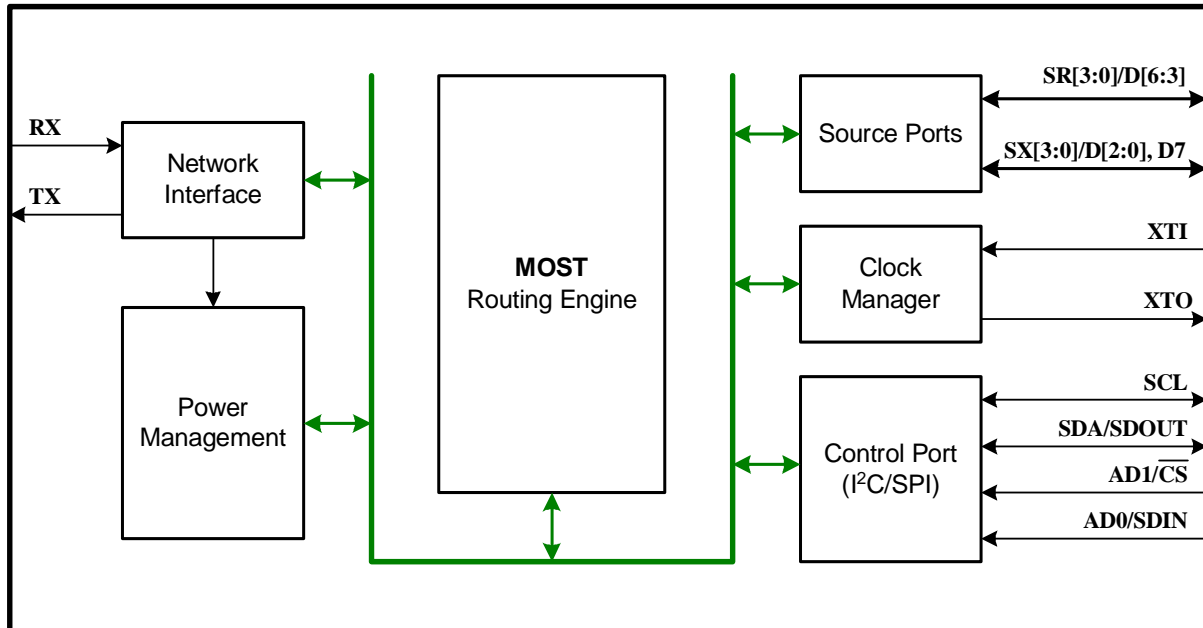 RX
TX
Network
Interface
Power
Management
MOST
Routing Engine
Source Ports
SR[3:0]/D[6:3]
SX[3:0]/D[2:0], D7
Clock
Manager
XTI
XTO
Control Port
(I²C/SPI)
SCL
SDA/SDOUT
AD1/C̅S̅
AD0/SDIN